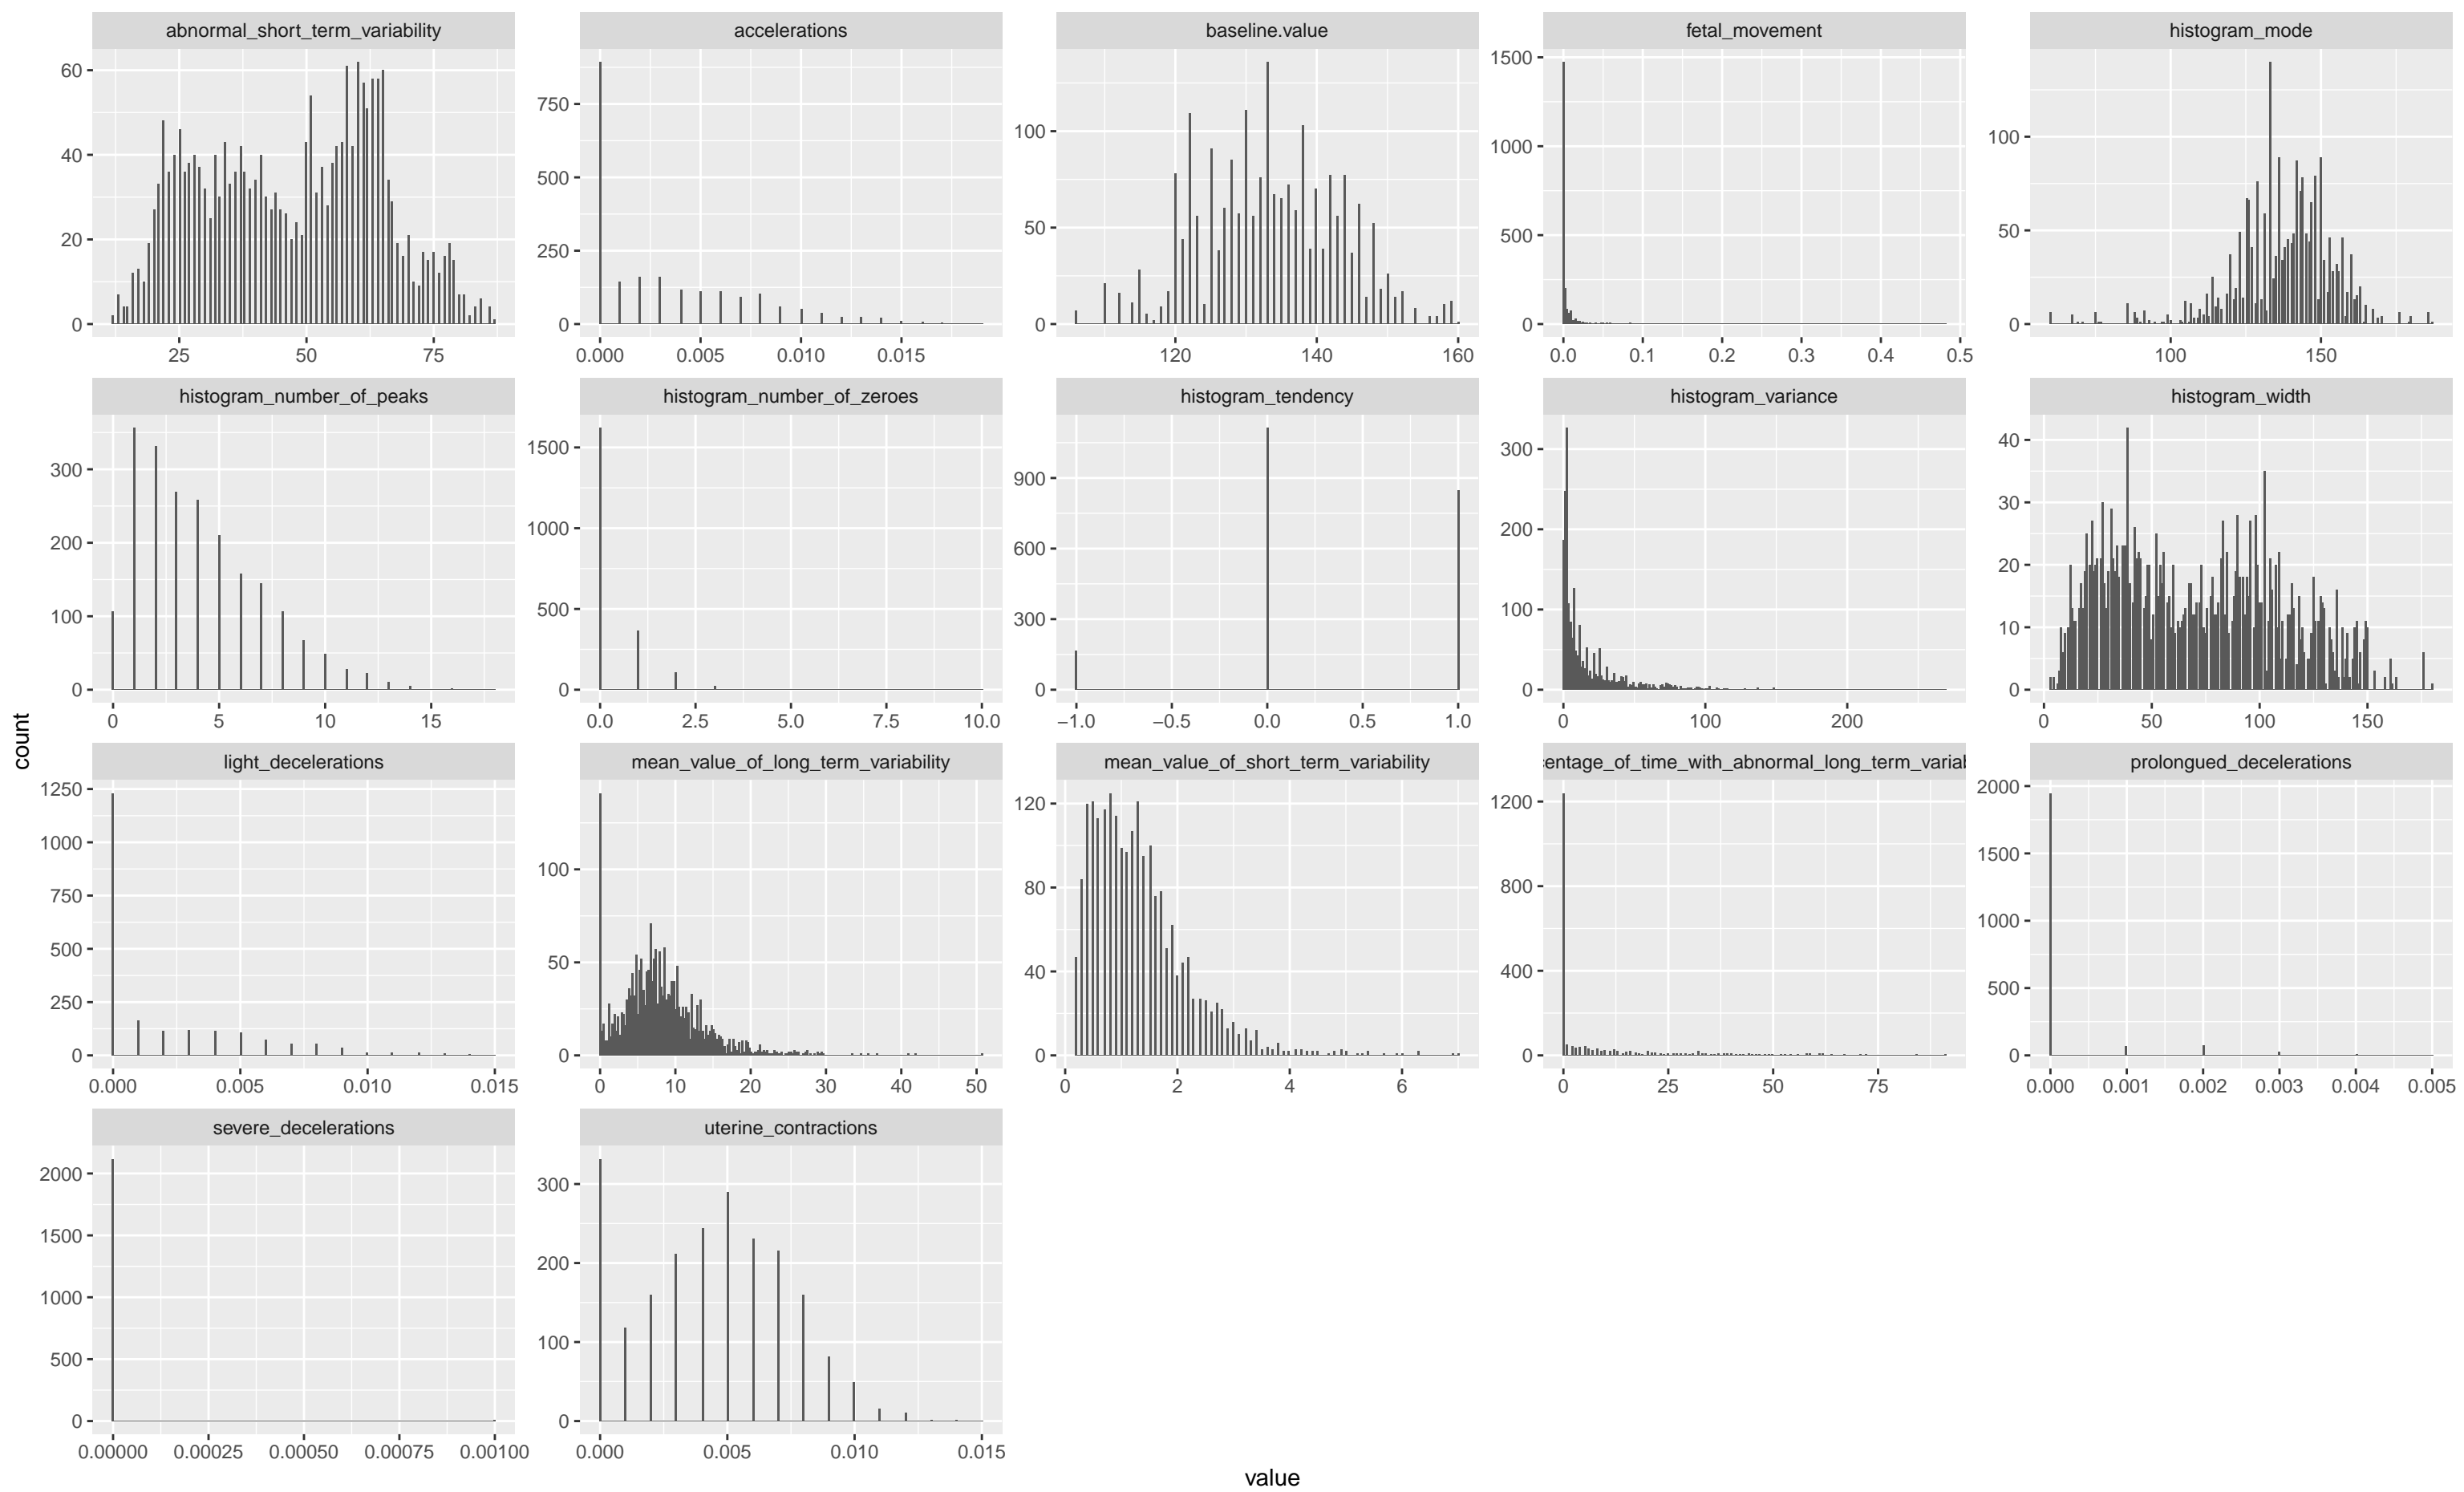 abnormal_short_term_variability accelerations baseline.value fetal_movement histogram_mode
60 40 20 0
25 50 75
750 500 250 0
0.000 0.005 0.010 0.015
100 50 0
120 140 160
1500 1000 500 0
0.0 0.1 0.2 0.3 0.4 0.5
100 50 0
100 150
histogram_number_of_peaks histogram_number_of_zeroes histogram_tendency histogram_variance histogram_width
300 200 100 0
0 5 10 15
1500 1000 500 0
0.0 2.5 5.0 7.5 10.0
900 600 300 0
−1.0 −0.5 0.0 0.5 1.0
300 200 100 0
0 100 200
40 30 20 10 0
0 50 100 150
light_decelerations mean_value_of_long_term_variability mean_value_of_short_term_variability centage_of_time_with_abnormal_long_term_variab prolongued_decelerations
1250 1000 750 500 250 0
0.000 0.005 0.010 0.015
100 50 0
0 10 20 30 40 50
120 80 40 0
0 2 4 6
1200 800 400 0
0 25 50 75
2000 1500 1000 500 0
0.000 0.001 0.002 0.003 0.004 0.005
severe_decelerations uterine_contractions
2000 1500 1000 500 0
0.00000 0.00025 0.00050 0.00075 0.00100
300 200 100 0
0.000 0.005 0.010 0.015
count
value